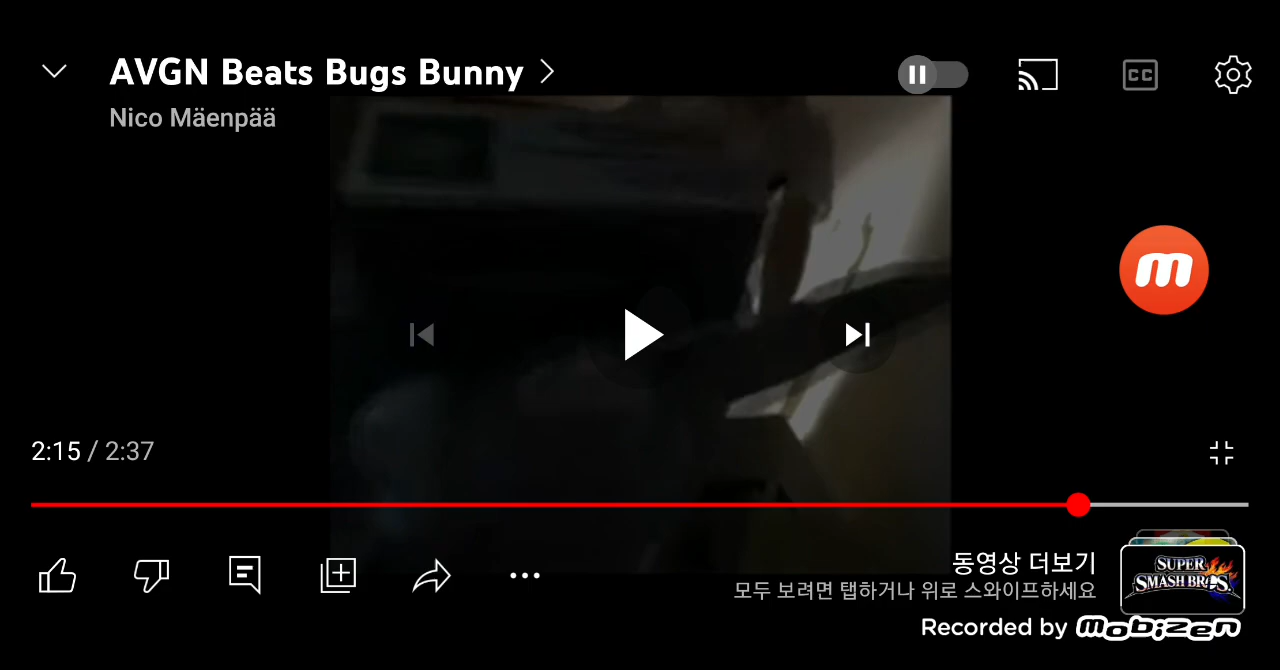 AVGN Beats Bugs Bunny
Nico Mäenpää
CC
m
2:15 / 2:37
동영상 더보기
모두 보려면 탭하거나 위로 스와이프하세요
SUPER
SMASH BROS.
Recorded by mobizen